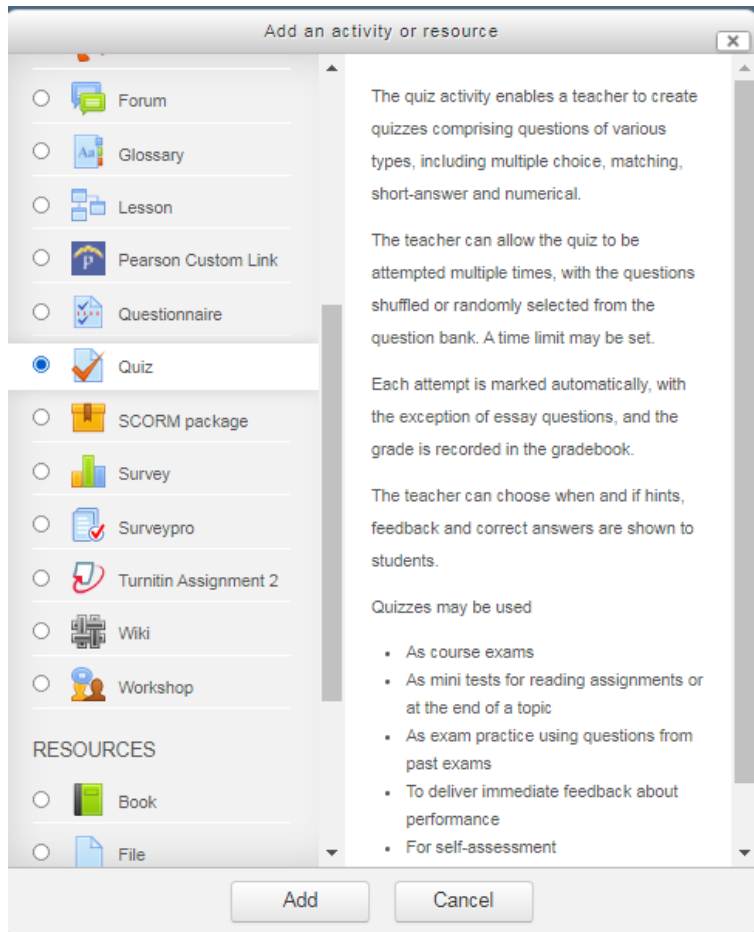 Add an activity or resource
x
Forum
Glossary
Lesson
Pearson Custom Link
Questionnaire
Quiz
SCORM package
Survey
Surveypro
Turnitin Assignment 2
Wiki
Workshop
RESOURCES
Book
File
The quiz activity enables a teacher to create
quizzes comprising questions of various
types, including multiple choice, matching,
short-answer and numerical.
The teacher can allow the quiz to be
attempted multiple times, with the questions
shuffled or randomly selected from the
question bank. A time limit may be set.
Each attempt is marked automatically, with
the exception of essay questions, and the
grade is recorded in the gradebook.
The teacher can choose when and if hints,
feedback and correct answers are shown to
students.
Quizzes may be used
• As course exams
• As mini tests for reading assignments or
at the end of a topic
• As exam practice using questions from
past exams
• To deliver immediate feedback about
performance
• For self-assessment
Add
Cancel